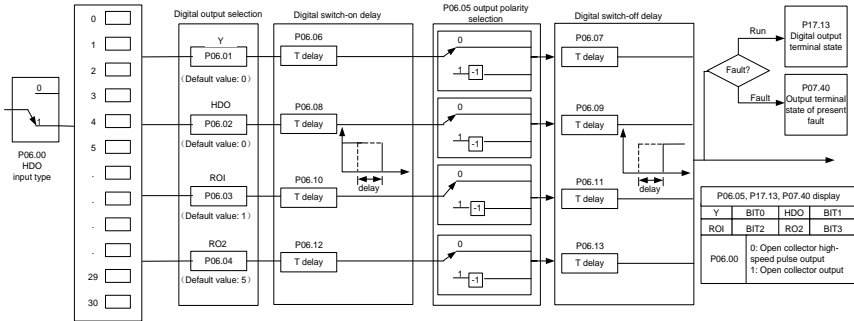 0
1
P06.00
HDO
input type
0
1
2
3
4
5
.
.
.
.
29
30
Digital output selection
Y
P06.01
(Default value: 0)
HDO
P06.02
(Default value: 0)
ROI
P06.03
(Default value: 1)
RO2
P06.04
(Default value: 5)
Digital switch-on delay
P06.06
T delay
P06.08
T delay
delay
P06.10
T delay
P06.12
T delay
P06.05 output polarity
selection
0
1
-1
0
1
-1
0
1
-1
0
1
-1
Digital switch-off delay
P06.07
T delay
P06.09
T delay
delay
P06.11
T delay
P06.13
T delay
Run
Fault?
Fault
P17.13
Digital output
terminal state
P07.40
Output terminal
state of present
fault
P06.05, P17.13, P07.40 display
Y BIT0 HDO BIT1
ROI BIT2 RO2 BIT3
P06.00
0: Open collector high-
speed pulse output
1: Open collector output